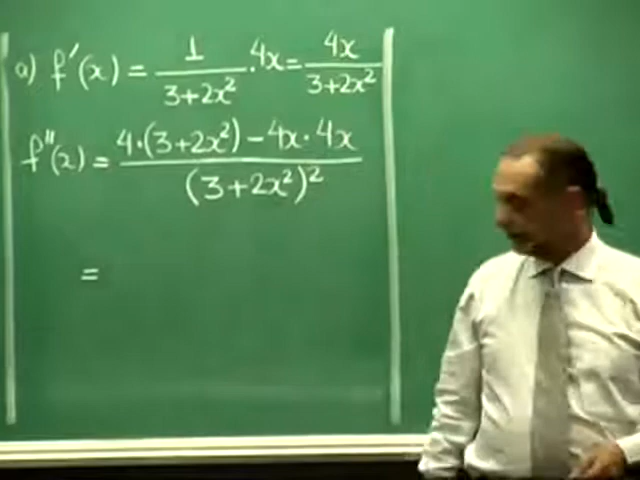 a) f'(x) = 1/(3+2x²) · 4x = 4x/(3+2x²)
f''(x) = (4·(3+2x²) - 4x·4x)/(3+2x²)²
=